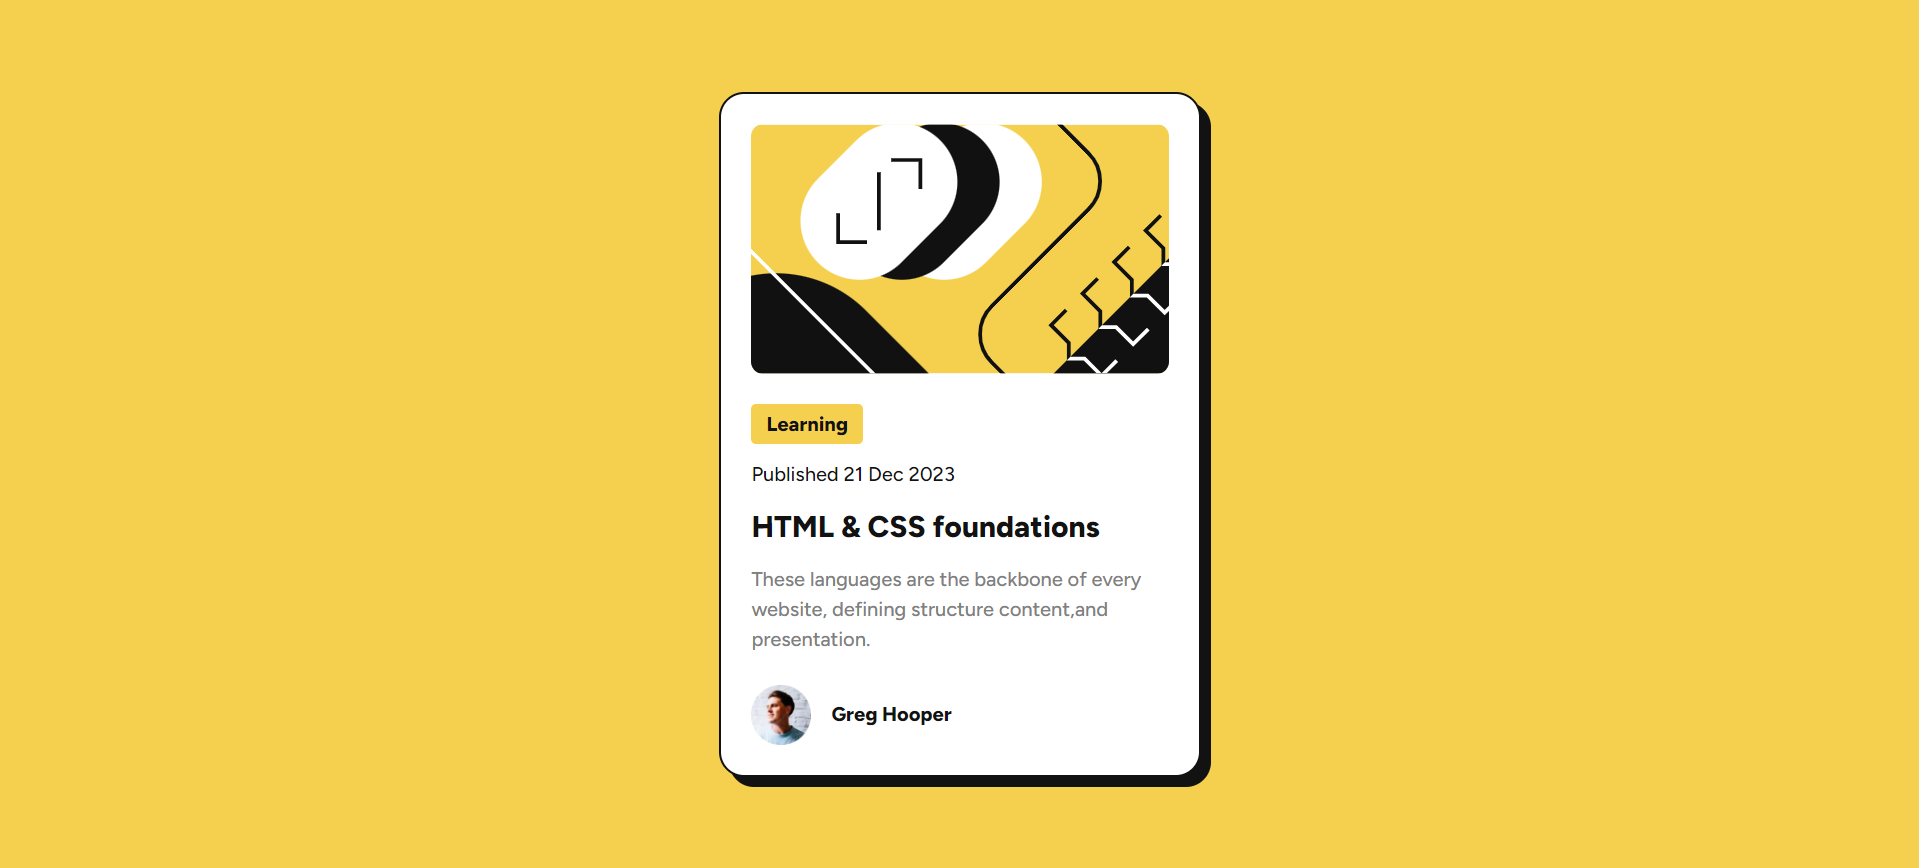 Learning
Published 21 Dec 2023
HTML & CSS foundations
These languages are the backbone of every
website, defining structure content,and
presentation.
Greg Hooper